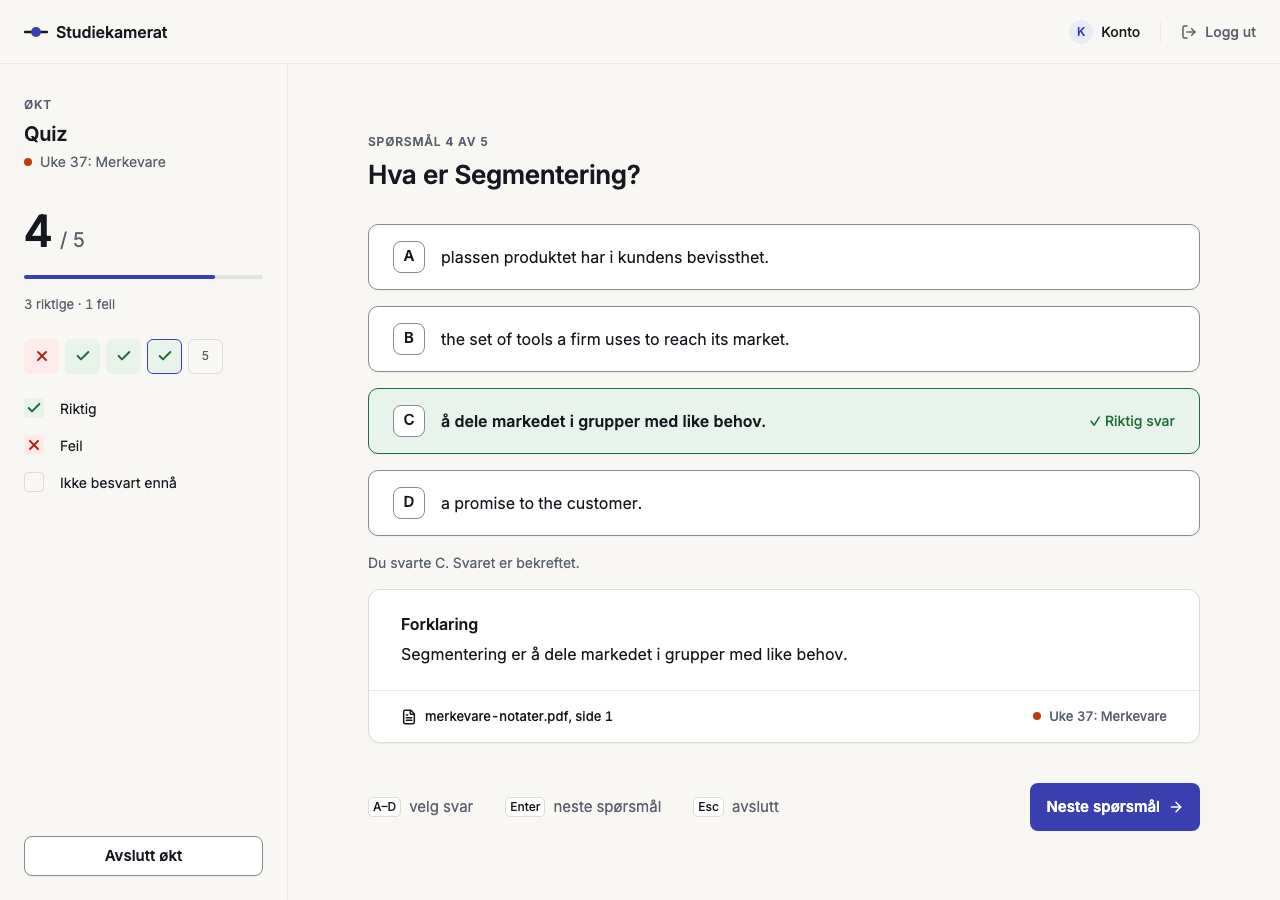 Studiekamerat
K Konto
Logg ut
ØKT
Quiz
Uke 37: Merkevare
4 / 5
3 riktige · 1 feil
5
Riktig
Feil
Ikke besvart ennå
Avslutt økt
SPØRSMÅL 4 AV 5
Hva er Segmentering?
A plassen produktet har i kundens bevissthet.
B the set of tools a firm uses to reach its market.
C å dele markedet i grupper med like behov. Riktig svar
D a promise to the customer.
Du svarte C. Svaret er bekreftet.
Forklaring
Segmentering er å dele markedet i grupper med like behov.
merkevare-notater.pdf, side 1 Uke 37: Merkevare
A–D velg svar Enter neste spørsmål Esc avslutt
Neste spørsmål